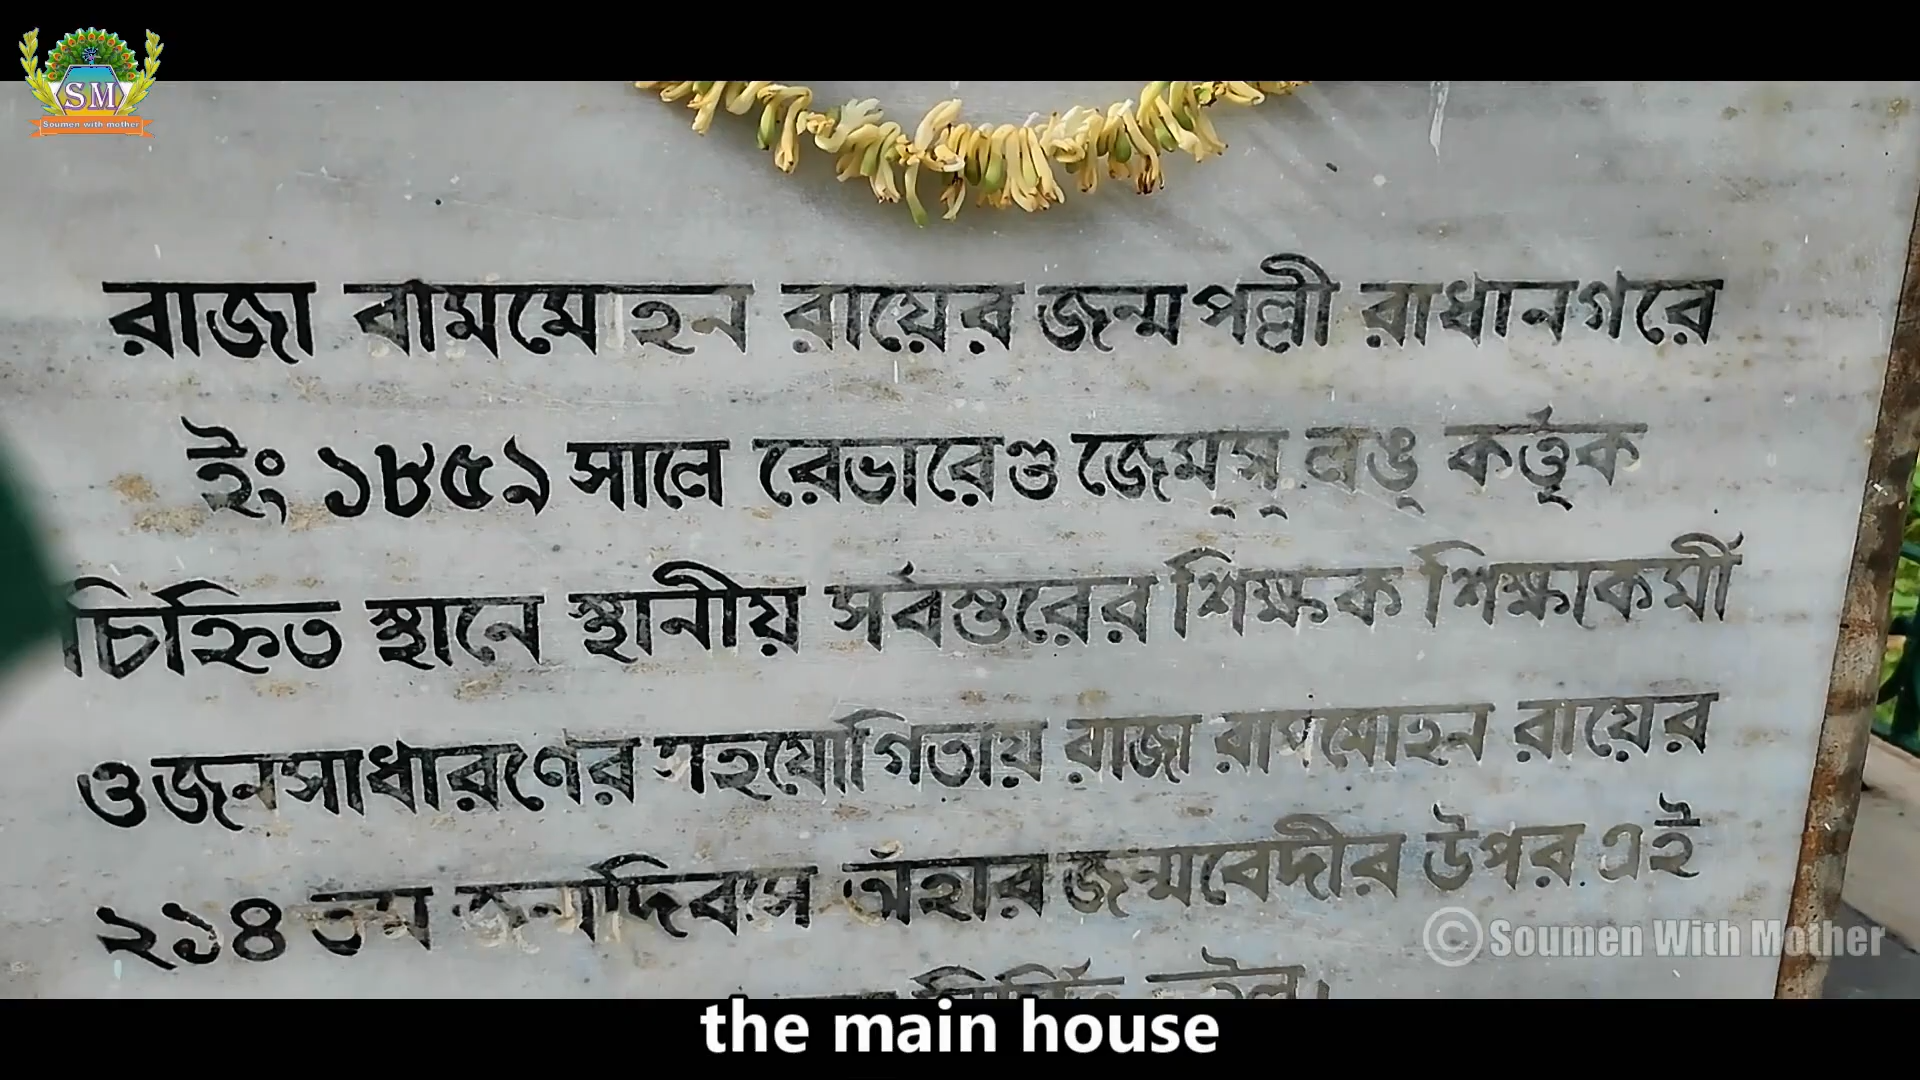 SM
Soumen with mother
রাজা রামমোহন রায়ের জন্মপল্লী রাধানগরে
ইং ১৮৫৯ সালে রেভারেণ্ড জেম্‌স্‌ লঙ্ কর্ত্তৃক
চিহ্নিত স্থানে স্থানীয় সর্বস্তরের শিক্ষক শিক্ষাকর্মী
ও জনসাধারণের সহযোগিতায় রাজা রামমোহন রায়ের
২১৪ তম জন্মদিবসে তাঁহার জন্মবেদীর উপর এই
© Soumen With Mother
the main house